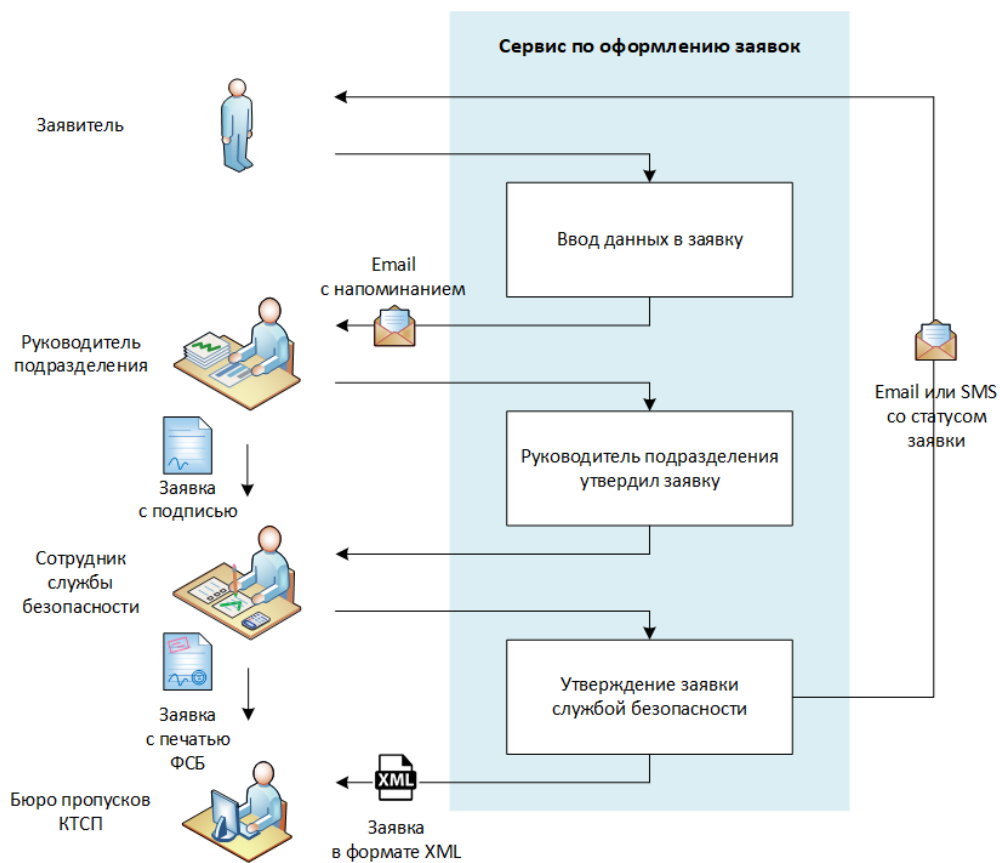 Сервис по оформлению заявок
Заявитель
Ввод данных в заявку
Email
с напоминанием
Руководитель
подразделения
Email или SMS
со статусом
заявки
Руководитель подразделения
утвердил заявку
Заявка
с подписью
Сотрудник
службы
безопасности
Утверждение заявки
службой безопасности
Заявка
с печатью
ФСБ
XML
Бюро пропусков
КТСП
Заявка
в формате XML